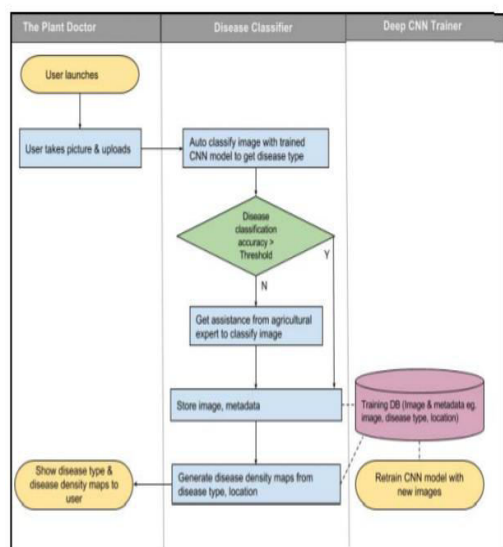 The Plant Doctor
Disease Classifier
Deep CNN Trainer
User launches
User takes picture & uploads
Auto classify image with trained
CNN model to get disease type
Disease
classification
accuracy >
Threshold
Y
N
Get assistance from agricultural
expert to classify image
Store image, metadata
Training DB (Image & metadata eg.
image, disease type, location)
Show disease type &
disease density maps to
user
Generate disease density maps from
disease type, location
Retrain CNN model with
new images